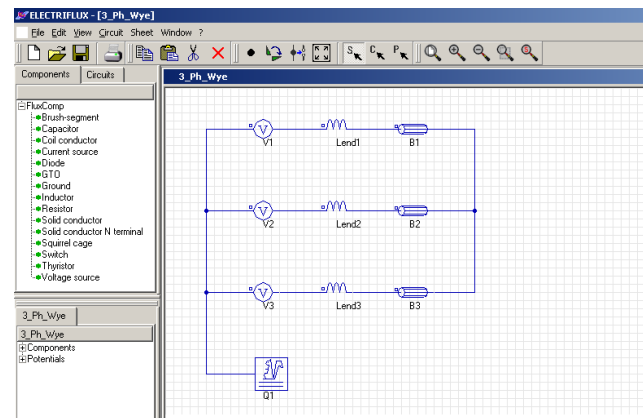 ELECTRIFLUX - [3_Ph_Wye]
File Edit View Circuit Sheet Window ?
S C P
Components Circuits
3_Ph_Wye
FluxComp
Brush-segment
Capacitor
Coil conductor
Current source
Diode
GTO
Ground
Inductor
Resistor
Solid conductor
Solid conductor N terminal
Squirrel cage
Switch
Thyristor
Voltage source
V
V1 Lend1 B1
V
V2 Lend2 B2
V
V3 Lend3 B3
Q1
3_Ph_Wye
3_Ph_Wye
Components
Potentials